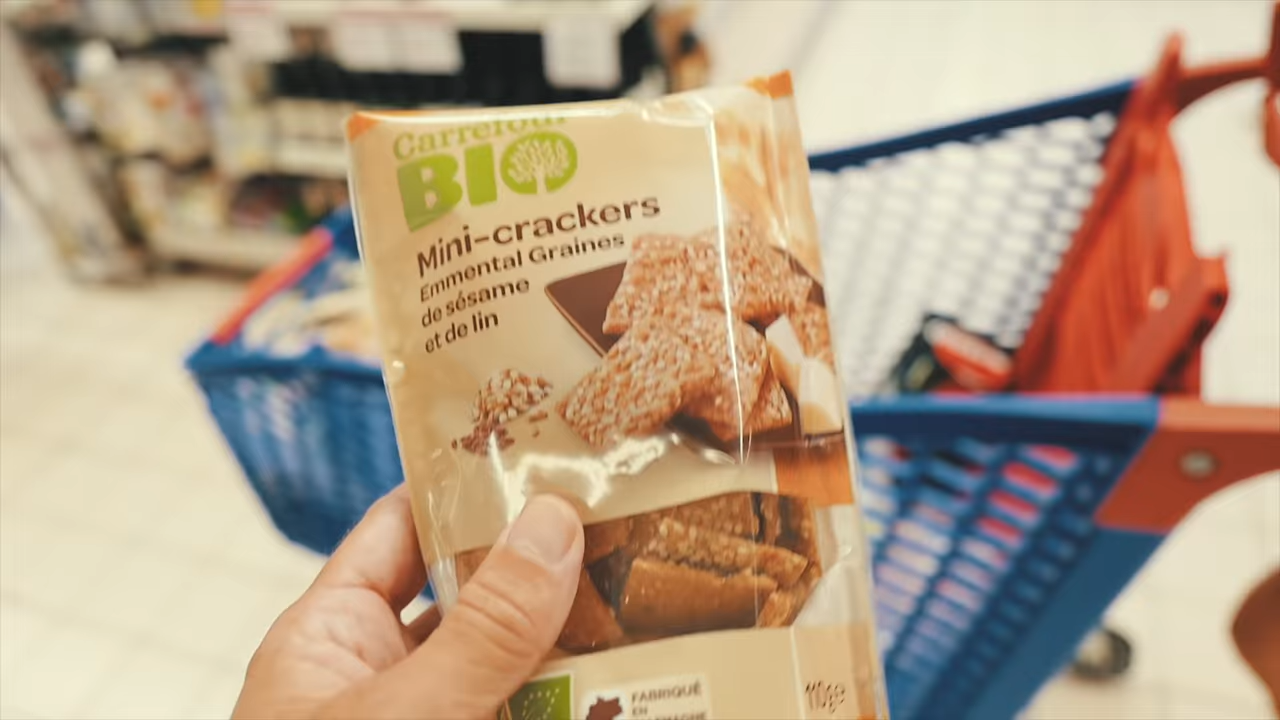 Carrefour
BIO
Mini-crackers
Emmental Graines
de sésame
et de lin
FABRIQUÉ
EN
110g e